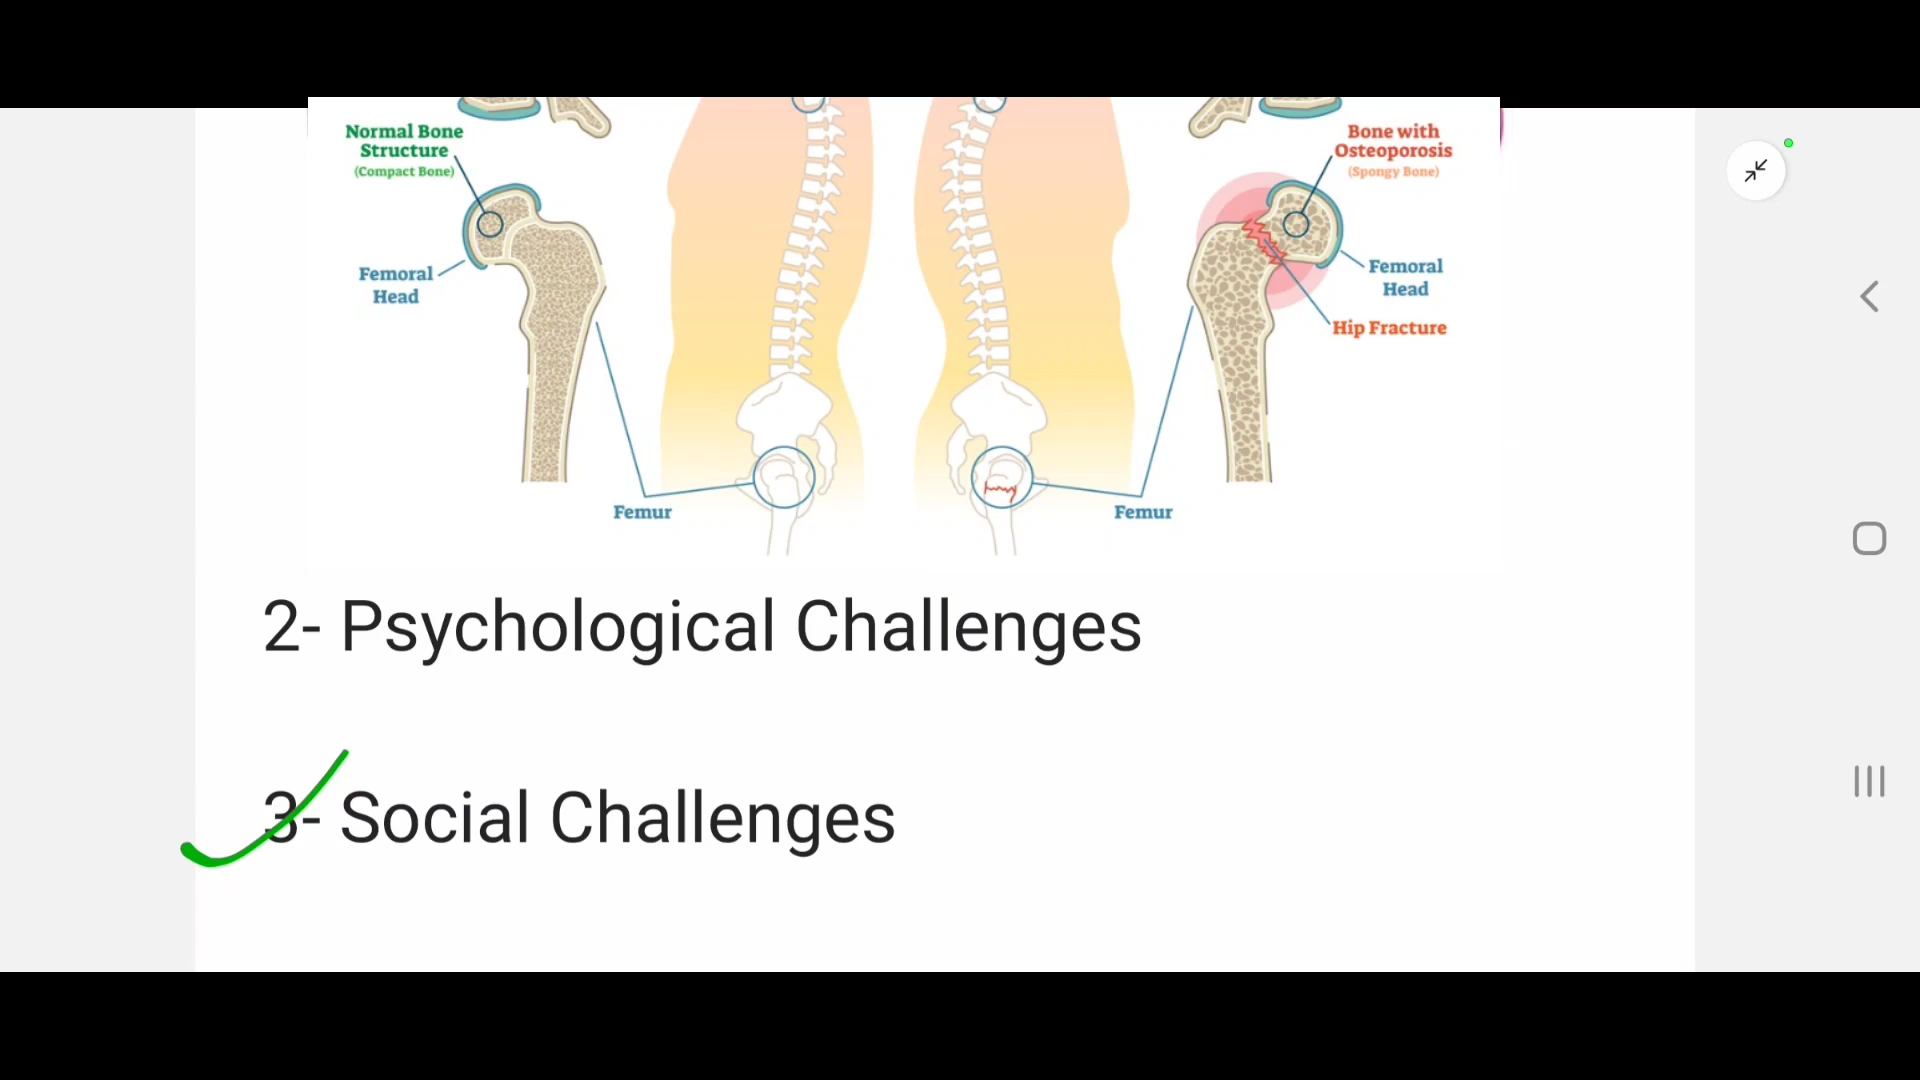 Normal Bone
Structure
(Compact Bone)
Bone with
Osteoporosis
(Spongy Bone)
Femoral
Head
Femoral
Head
Hip Fracture
Femur
Femur
2- Psychological Challenges
3- Social Challenges